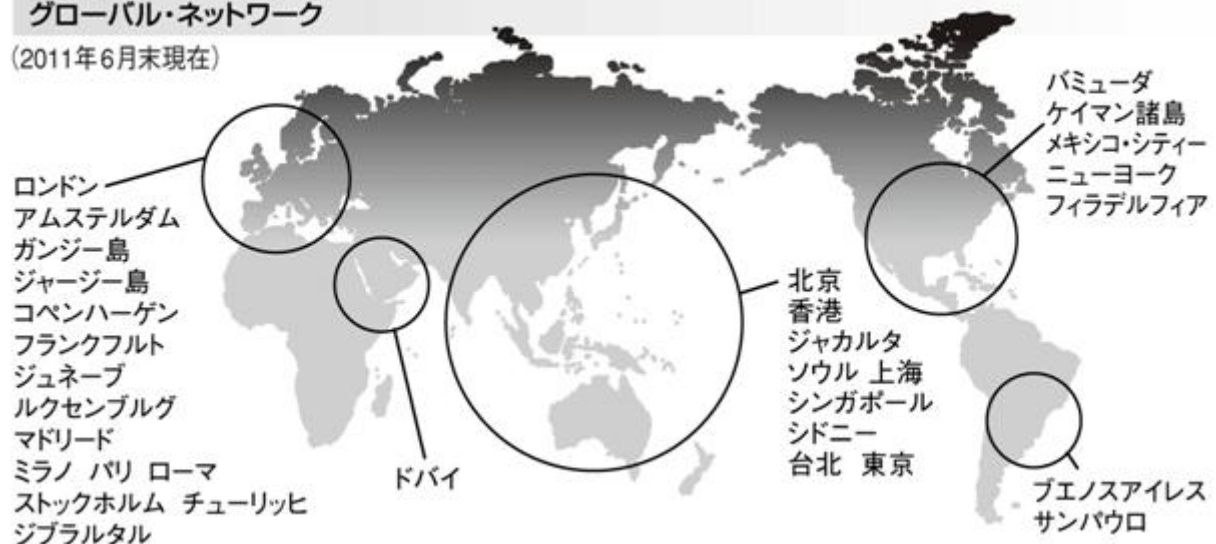 グローバル・ネットワーク
(2011年6月末現在)
ロンドン
アムステルダム
ガンジー島
ジャージー島
コペンハーゲン
フランクフルト
ジュネーブ
ルクセンブルグ
マドリード
ミラノ パリ ローマ
ストックホルム チューリッヒ
ジブラルタル
ドバイ
北京
香港
ジャカルタ
ソウル 上海
シンガポール
シドニー
台北 東京
バミューダ
ケイマン諸島
メキシコ・シティー
ニューヨーク
フィラデルフィア
ブエノスアイレス
サンパウロ